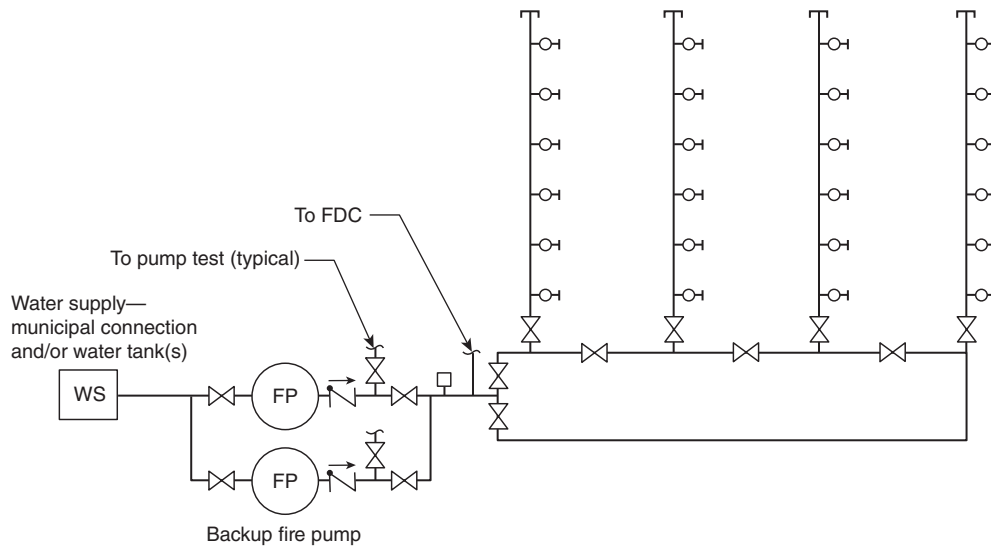 To FDC
To pump test (typical)
Water supply—
municipal connection
and/or water tank(s)
WS
FP
FP
Backup fire pump